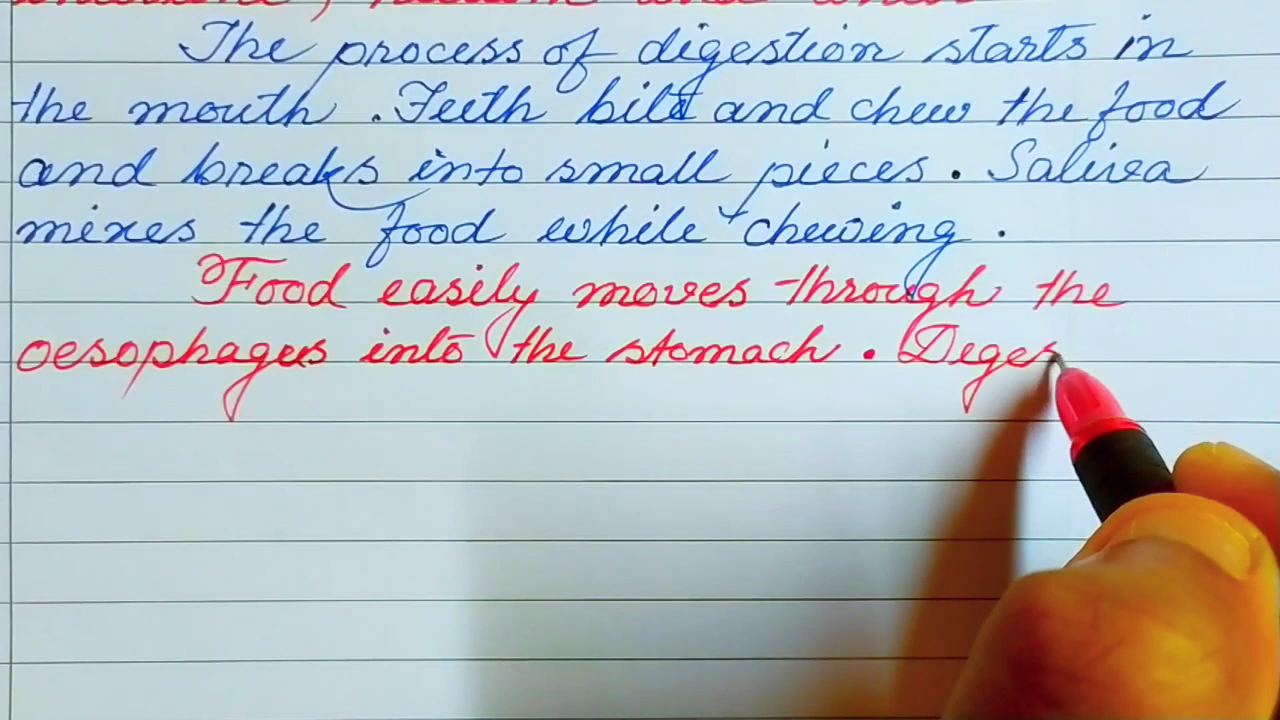 The process of digestion starts in
the mouth. Teeth bite and chew the food
and breaks into small pieces. Saliva
mixes the food while chewing.
Food easily moves through the
oesophagus into the stomach. Diges